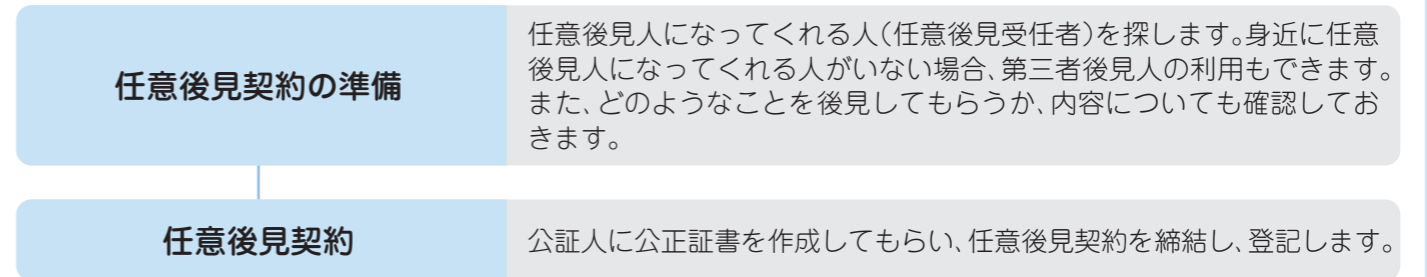 任意後見契約の準備
任意後見人になってくれる人(任意後見受任者)を探します。身近に任意
後見人になってくれる人がいない場合、第三者後見人の利用もできます。
また、どのようなことを後見してもらうか、内容についても確認してお
きます。
任意後見契約
公証人に公正証書を作成してもらい、任意後見契約を締結し、登記します。